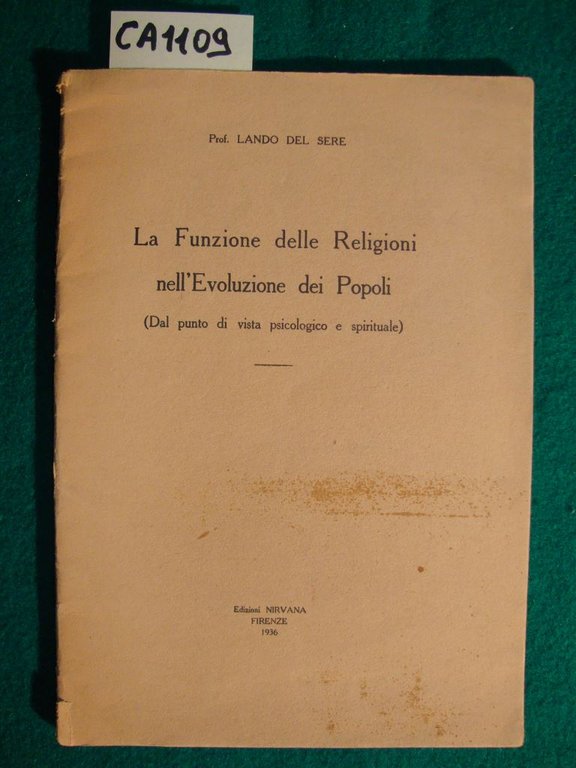 CA1109
Prof. LANDO DEL SERE
La Funzione delle Religioni
nell'Evoluzione dei Popoli
(Dal punto di vista psicologico e spirituale)
Edizioni NIRVANA
FIRENZE
1936